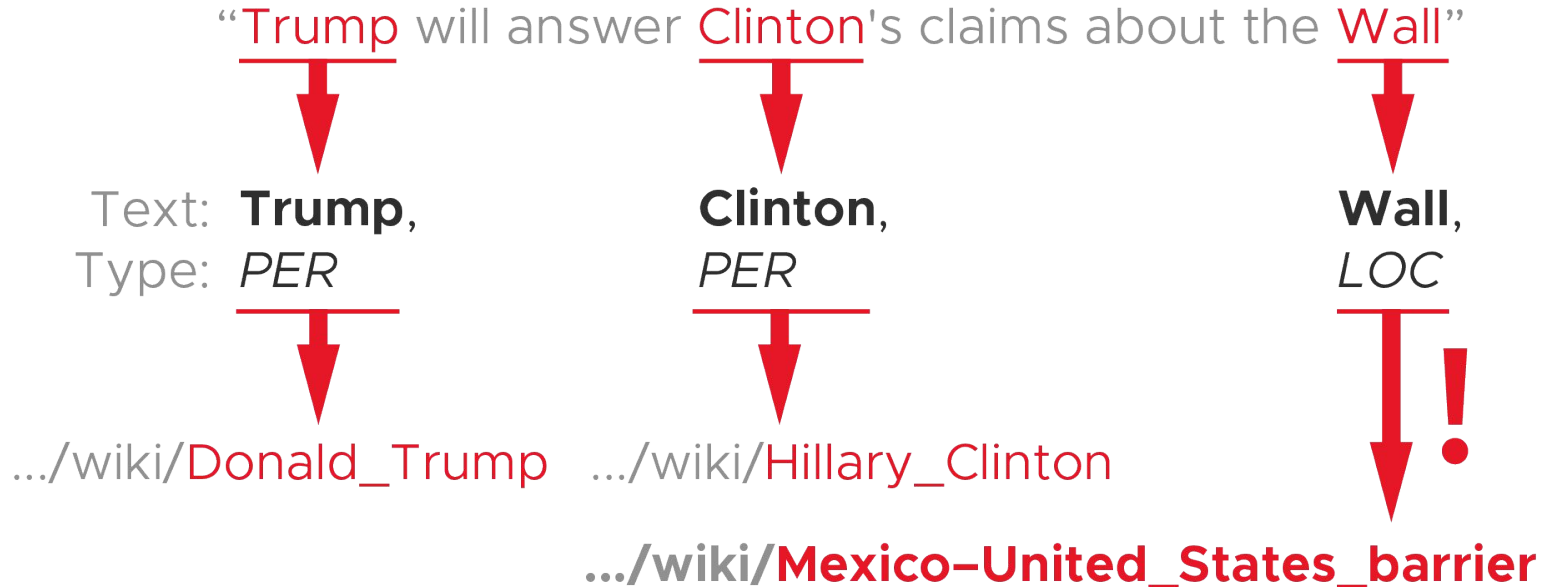 “Trump will answer Clinton's claims about the Wall”
Text: Trump, Clinton, Wall,
Type: PER PER LOC
!
.../wiki/Donald_Trump .../wiki/Hillary_Clinton
.../wiki/Mexico–United_States_barrier